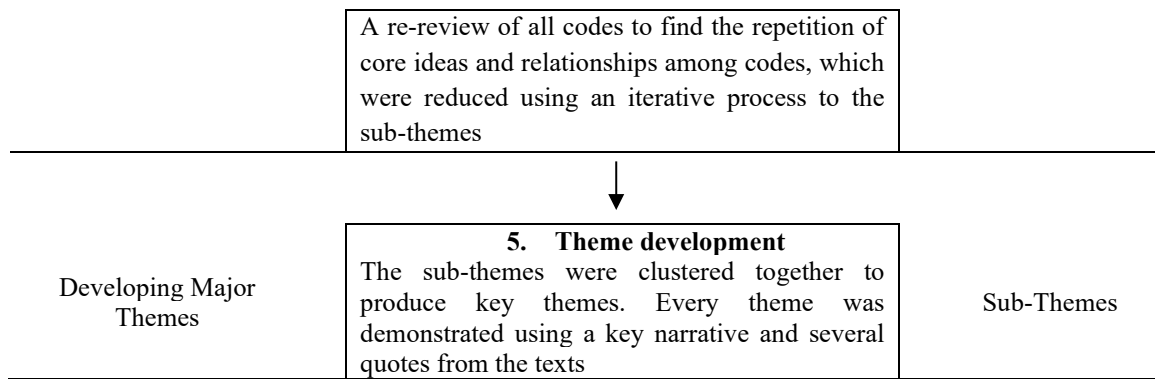 A re-review of all codes to find the repetition of
core ideas and relationships among codes, which
were reduced using an iterative process to the
sub-themes
5. Theme development
The sub-themes were clustered together to
produce key themes. Every theme was
demonstrated using a key narrative and several
quotes from the texts
Developing Major
Themes
Sub-Themes